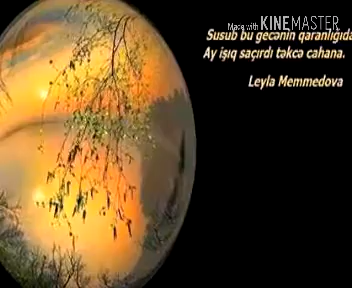 Made with KINEMASTER
Susub bu gecənin qaranlığıda
Ay işıq saçırdı təkcə cahana.
Leyla Memmedova